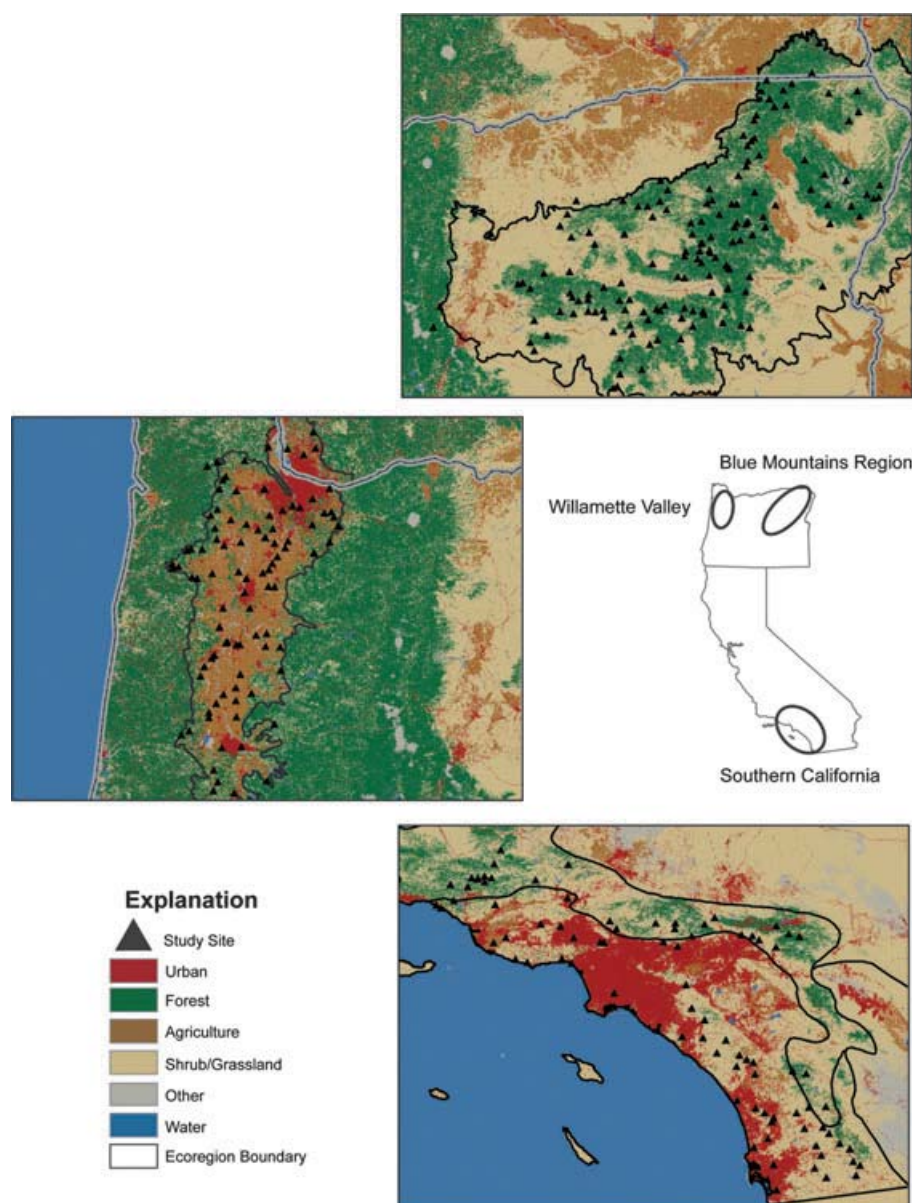 Blue Mountains Region
Willamette Valley
Southern California
Explanation
Study Site
Urban
Forest
Agriculture
Shrub/Grassland
Other
Water
Ecoregion Boundary